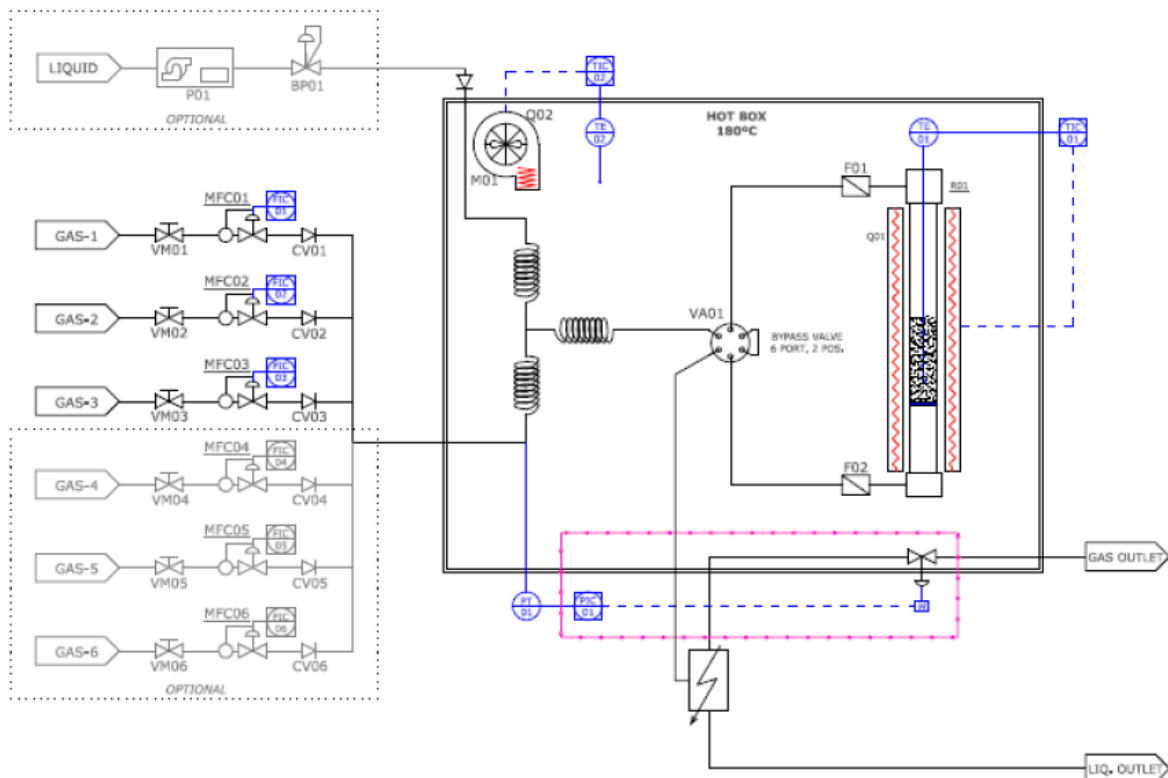 LIQUID
P01
BP01
OPTIONAL
TIC
02
TE
02
Q02
M01
HOT BOX
180ºC
TE
01
TIC
01
F01
R01
Q01
MFC01
FIC
01
GAS-1
VM01
CV01
MFC02
FIC
02
GAS-2
VM02
CV02
VA01
BYPASS VALVE
6 PORT, 2 POS.
MFC03
FIC
03
GAS-3
VM03
CV03
MFC04
FIC
04
GAS-4
VM04
CV04
F02
MFC05
FIC
05
GAS-5
VM05
CV05
GAS OUTLET
PT
01
PIC
01
MFC06
FIC
06
GAS-6
VM06
CV06
OPTIONAL
LIQ. OUTLET